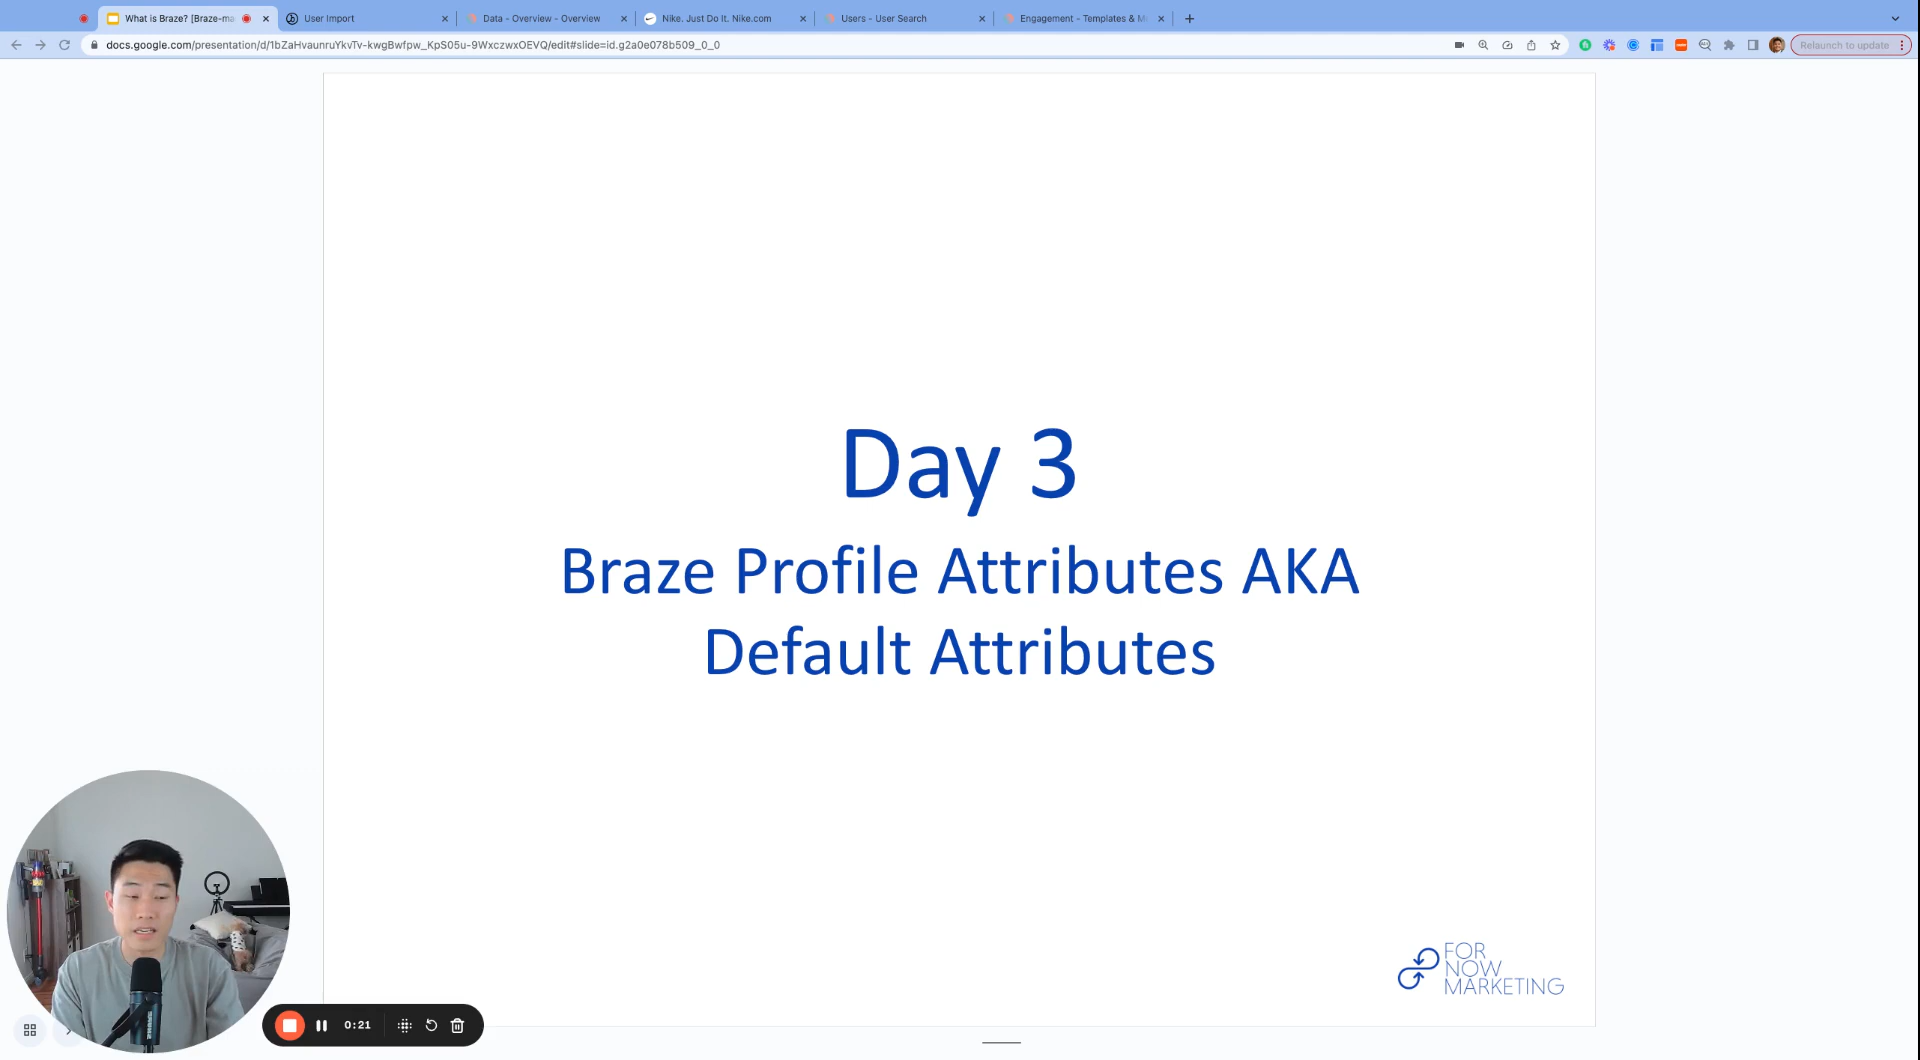 What is Braze? [Braze-ma
User Import
Data - Overview - Overview
Nike. Just Do It. Nike.com
Users - User Search
Engagement - Templates & M
docs.google.com/presentation/d/1bZaHvaunruYkvTv-kwgBwfpw_KpS05u-9WxczwxOEVQ/edit#slide=id.g2a0e078b509_0_0
Relaunch to update
Day 3
Braze Profile Attributes AKA
Default Attributes
FOR
NOW
MARKETING
0:21